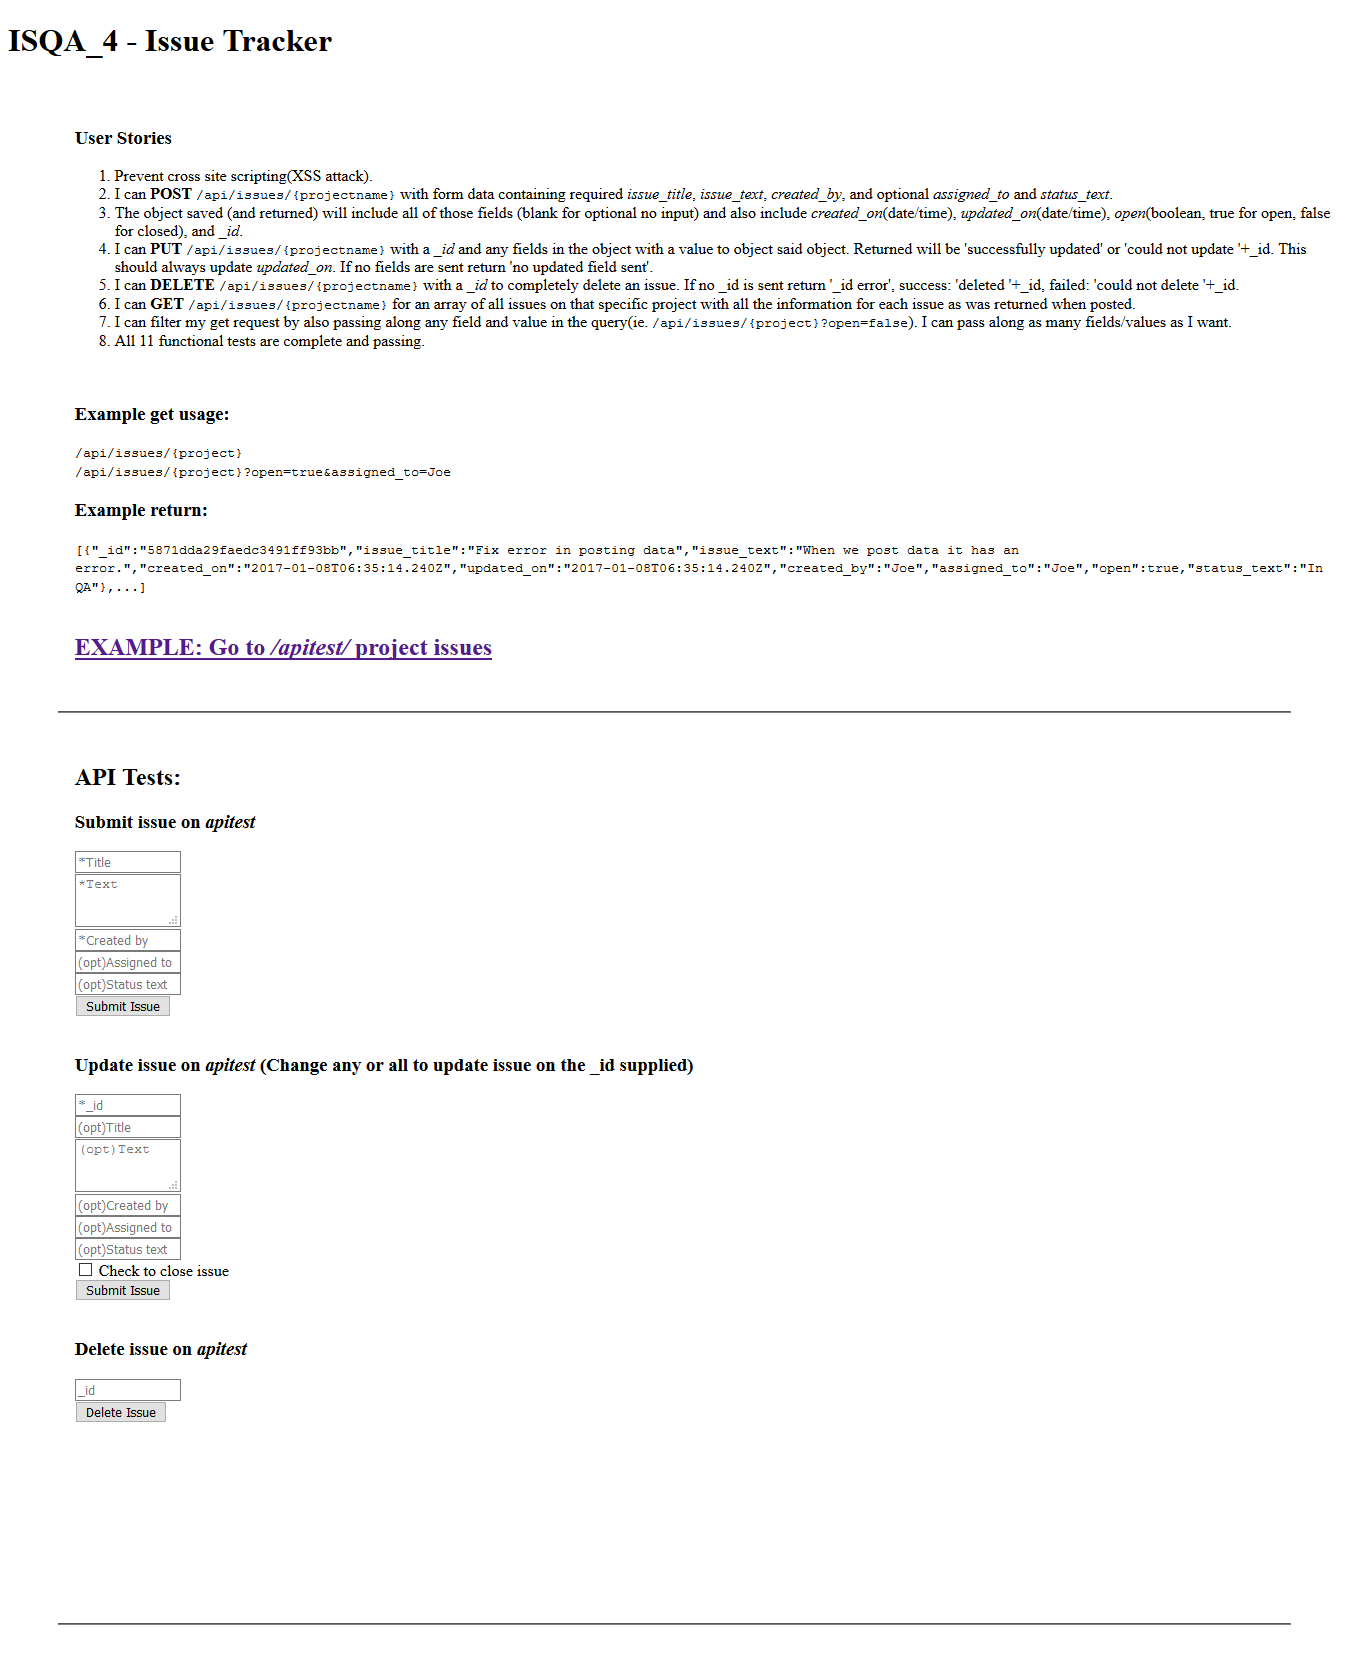 ISQA_4 - Issue Tracker
User Stories
1. Prevent cross site scripting(XSS attack).
2. I can POST /api/issues/{projectname} with form data containing required issue_title, issue_text, created_by, and optional assigned_to and status_text.
3. The object saved (and returned) will include all of those fields (blank for optional no input) and also include created_on(date/time), updated_on(date/time), open(boolean, true for open, false
for closed), and _id.
4. I can PUT /api/issues/{projectname} with a _id and any fields in the object with a value to object said object. Returned will be 'successfully updated' or 'could not update '+_id. This
should always update updated_on. If no fields are sent return 'no updated field sent'.
5. I can DELETE /api/issues/{projectname} with a _id to completely delete an issue. If no _id is sent return '_id error', success: 'deleted '+_id, failed: 'could not delete '+_id.
6. I can GET /api/issues/{projectname} for an array of all issues on that specific project with all the information for each issue as was returned when posted.
7. I can filter my get request by also passing along any field and value in the query(ie. /api/issues/{project}?open=false). I can pass along as many fields/values as I want.
8. All 11 functional tests are complete and passing.
Example get usage:
/api/issues/{project}
/api/issues/{project}?open=true&assigned_to=Joe
Example return:
[{"_id":"5871dda29faedc3491ff93bb","issue_title":"Fix error in posting data","issue_text":"When we post data it has an
error.","created_on":"2017-01-08T06:35:14.240Z","updated_on":"2017-01-08T06:35:14.240Z","created_by":"Joe","assigned_to":"Joe","open":true,"status_text":"In
QA"},...]
EXAMPLE: Go to /apitest/ project issues
API Tests:
Submit issue on apitest
*Title
*Text
*Created by
(opt)Assigned to
(opt)Status text
Submit Issue
Update issue on apitest (Change any or all to update issue on the _id supplied)
*_id
(opt)Title
(opt)Text
(opt)Created by
(opt)Assigned to
(opt)Status text
Check to close issue
Submit Issue
Delete issue on apitest
_id
Delete Issue